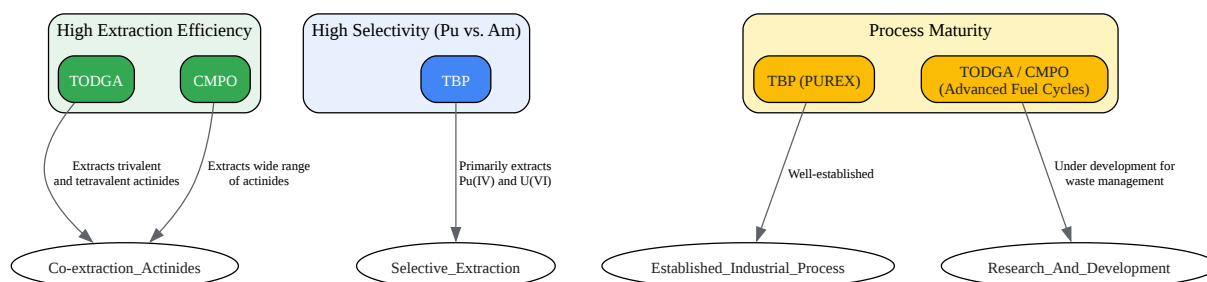 High Extraction Efficiency
TODGA
CMPO
High Selectivity (Pu vs. Am)
TBP
Process Maturity
TBP (PUREX)
TODGA / CMPO
(Advanced Fuel Cycles)
Extracts trivalent
and tetravalent actinides
Extracts wide range
of actinides
Primarily extracts
Pu(IV) and U(VI)
Well-established
Under development for
waste management
Co-extraction_Actinides
Selective_Extraction
Established_Industrial_Process
Research_And_Development